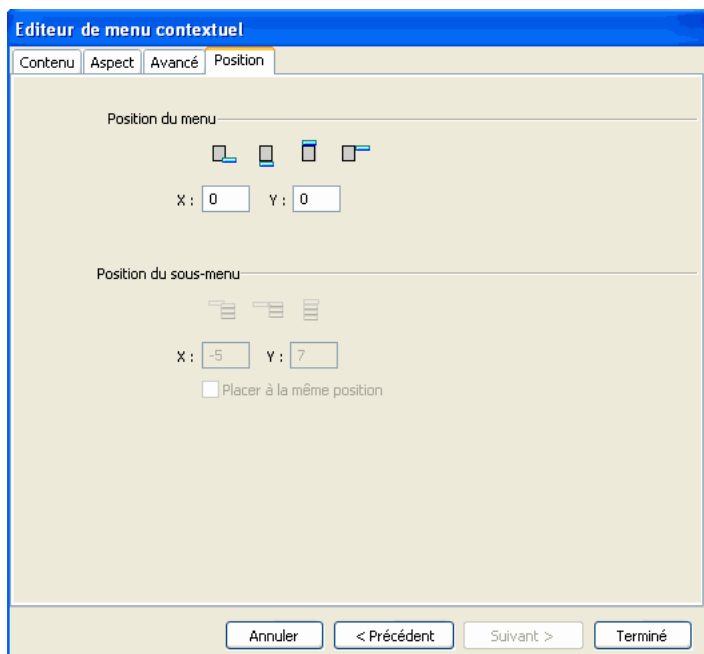 Editeur de menu contextuel
Contenu Aspect Avancé Position
Position du menu
X : 0 Y : 0
Position du sous-menu
X : -5 Y : 7
Placer à la même position
Annuler < Précédent Suivant > Terminé